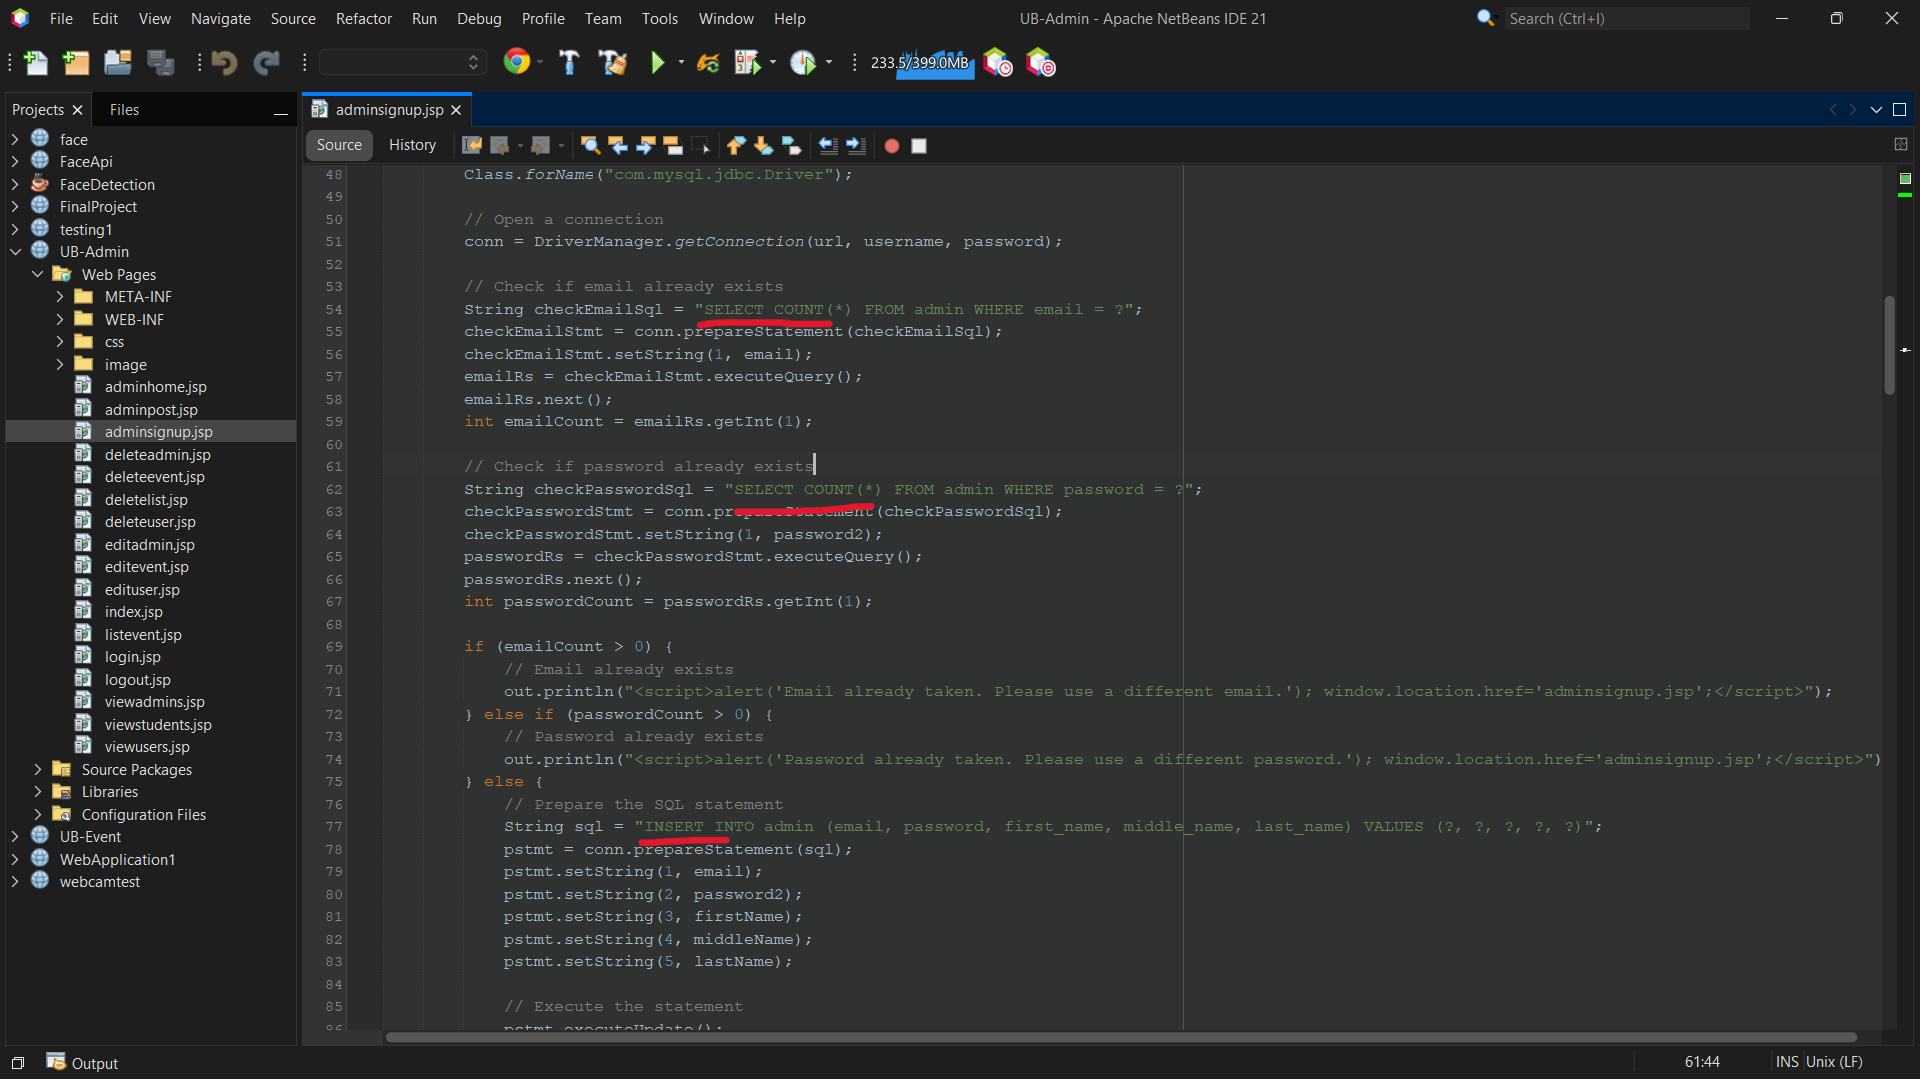 File Edit View Navigate Source Refactor Run Debug Profile Team Tools Window Help
UB-Admin - Apache NetBeans IDE 21
Search (Ctrl+I)
233.5/399.0MB
Projects
Files
face
FaceApi
FaceDetection
FinalProject
testing1
UB-Admin
Web Pages
META-INF
WEB-INF
css
image
adminhome.jsp
adminpost.jsp
adminsignup.jsp
deleteadmin.jsp
deleteevent.jsp
deletelist.jsp
deleteuser.jsp
editadmin.jsp
editevent.jsp
edituser.jsp
index.jsp
listevent.jsp
login.jsp
logout.jsp
viewadmins.jsp
viewstudents.jsp
viewusers.jsp
Source Packages
Libraries
Configuration Files
UB-Event
WebApplication1
webcamtest
adminsignup.jsp
Source History
48 Class.forName("com.mysql.jdbc.Driver");
49
50 // Open a connection
51 conn = DriverManager.getConnection(url, username, password);
52
53 // Check if email already exists
54 String checkEmailSql = "SELECT COUNT(*) FROM admin WHERE email = ?";
55 checkEmailStmt = conn.prepareStatement(checkEmailSql);
56 checkEmailStmt.setString(1, email);
57 emailRs = checkEmailStmt.executeQuery();
58 emailRs.next();
59 int emailCount = emailRs.getInt(1);
60
61 // Check if password already exists
62 String checkPasswordSql = "SELECT COUNT(*) FROM admin WHERE password = ?";
63 checkPasswordStmt = conn.prepareStatement(checkPasswordSql);
64 checkPasswordStmt.setString(1, password2);
65 passwordRs = checkPasswordStmt.executeQuery();
66 passwordRs.next();
67 int passwordCount = passwordRs.getInt(1);
68
69 if (emailCount > 0) {
70 // Email already exists
71 out.println("<script>alert('Email already taken. Please use a different email.'); window.location.href='adminsignup.jsp';</script>");
72 } else if (passwordCount > 0) {
73 // Password already exists
74 out.println("<script>alert('Password already taken. Please use a different password.'); window.location.href='adminsignup.jsp';</script>")
75 } else {
76 // Prepare the SQL statement
77 String sql = "INSERT INTO admin (email, password, first_name, middle_name, last_name) VALUES (?, ?, ?, ?, ?)";
78 pstmt = conn.prepareStatement(sql);
79 pstmt.setString(1, email);
80 pstmt.setString(2, password2);
81 pstmt.setString(3, firstName);
82 pstmt.setString(4, middleName);
83 pstmt.setString(5, lastName);
84
85 // Execute the statement
86 pstmt.executeUpdate();
Output
61:44
INS Unix (LF)